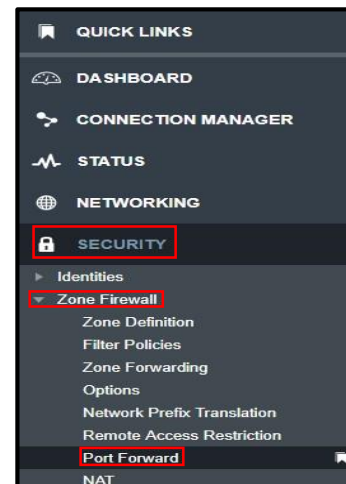 QUICK LINKS
DASHBOARD
CONNECTION MANAGER
STATUS
NETWORKING
SECURITY
Identities
Zone Firewall
Zone Definition
Filter Policies
Zone Forwarding
Options
Network Prefix Translation
Remote Access Restriction
Port Forward
NAT